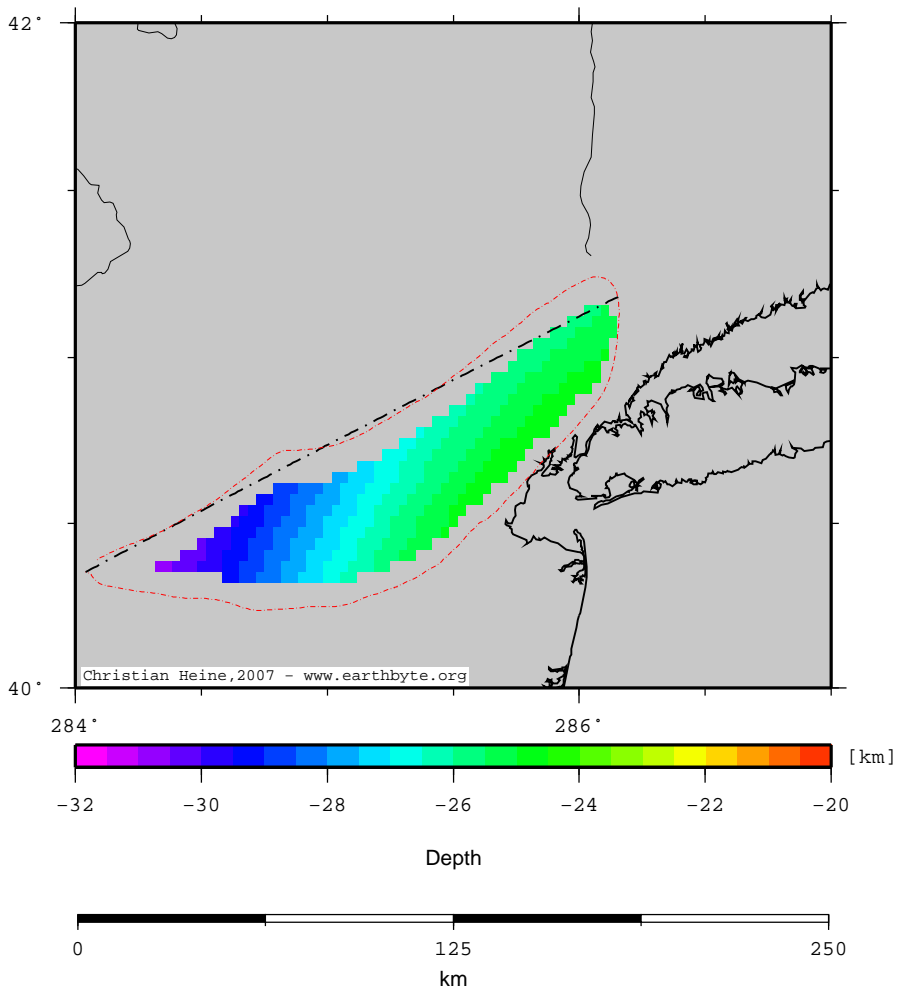 42°
Christian Heine,2007 - www.earthbyte.org
40°
284° 286°
[km]
-32 -30 -28 -26 -24 -22 -20
Depth
0 125 250
km